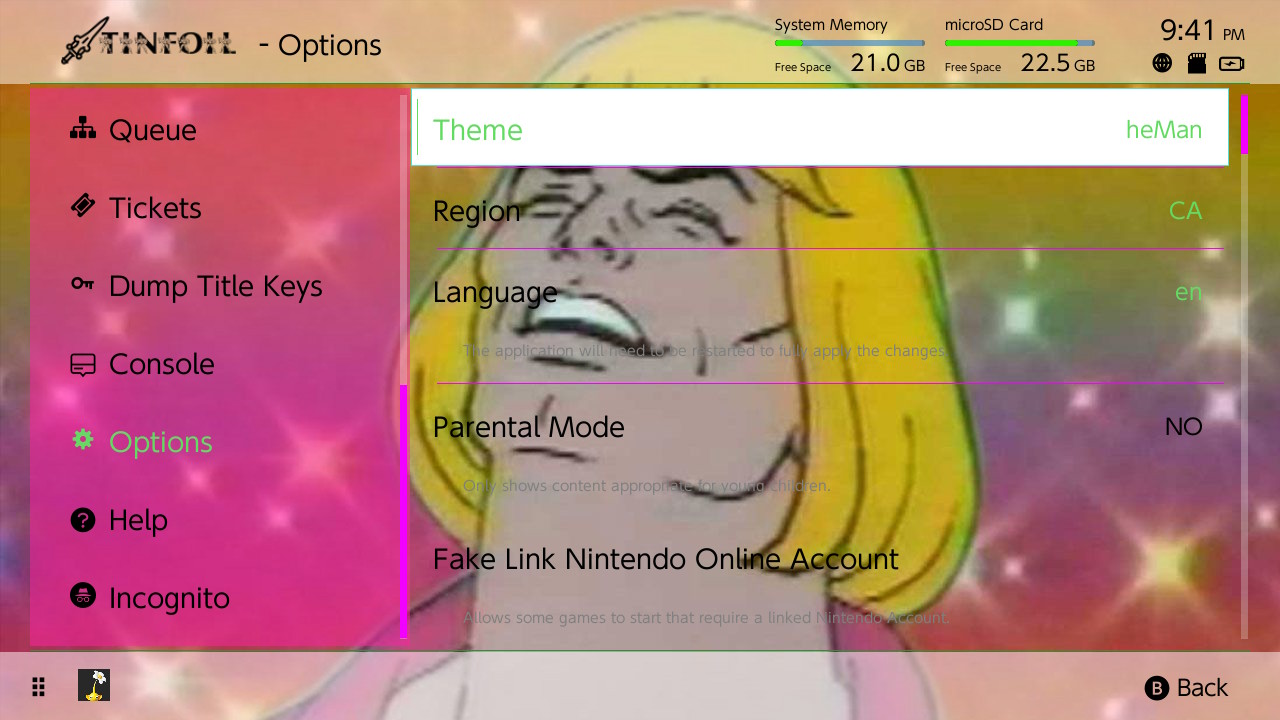 TINFOIL - Options
System Memory
Free Space 21.0 GB
microSD Card
Free Space 22.5 GB
9:41 PM
Queue
Tickets
Dump Title Keys
Console
Options
Help
Incognito
Theme heMan
Region CA
Language en
The application will need to be restarted to fully apply the changes.
Parental Mode NO
Only shows content appropriate for young children.
Fake Link Nintendo Online Account
Allows some games to start that require a linked Nintendo Account.
B Back